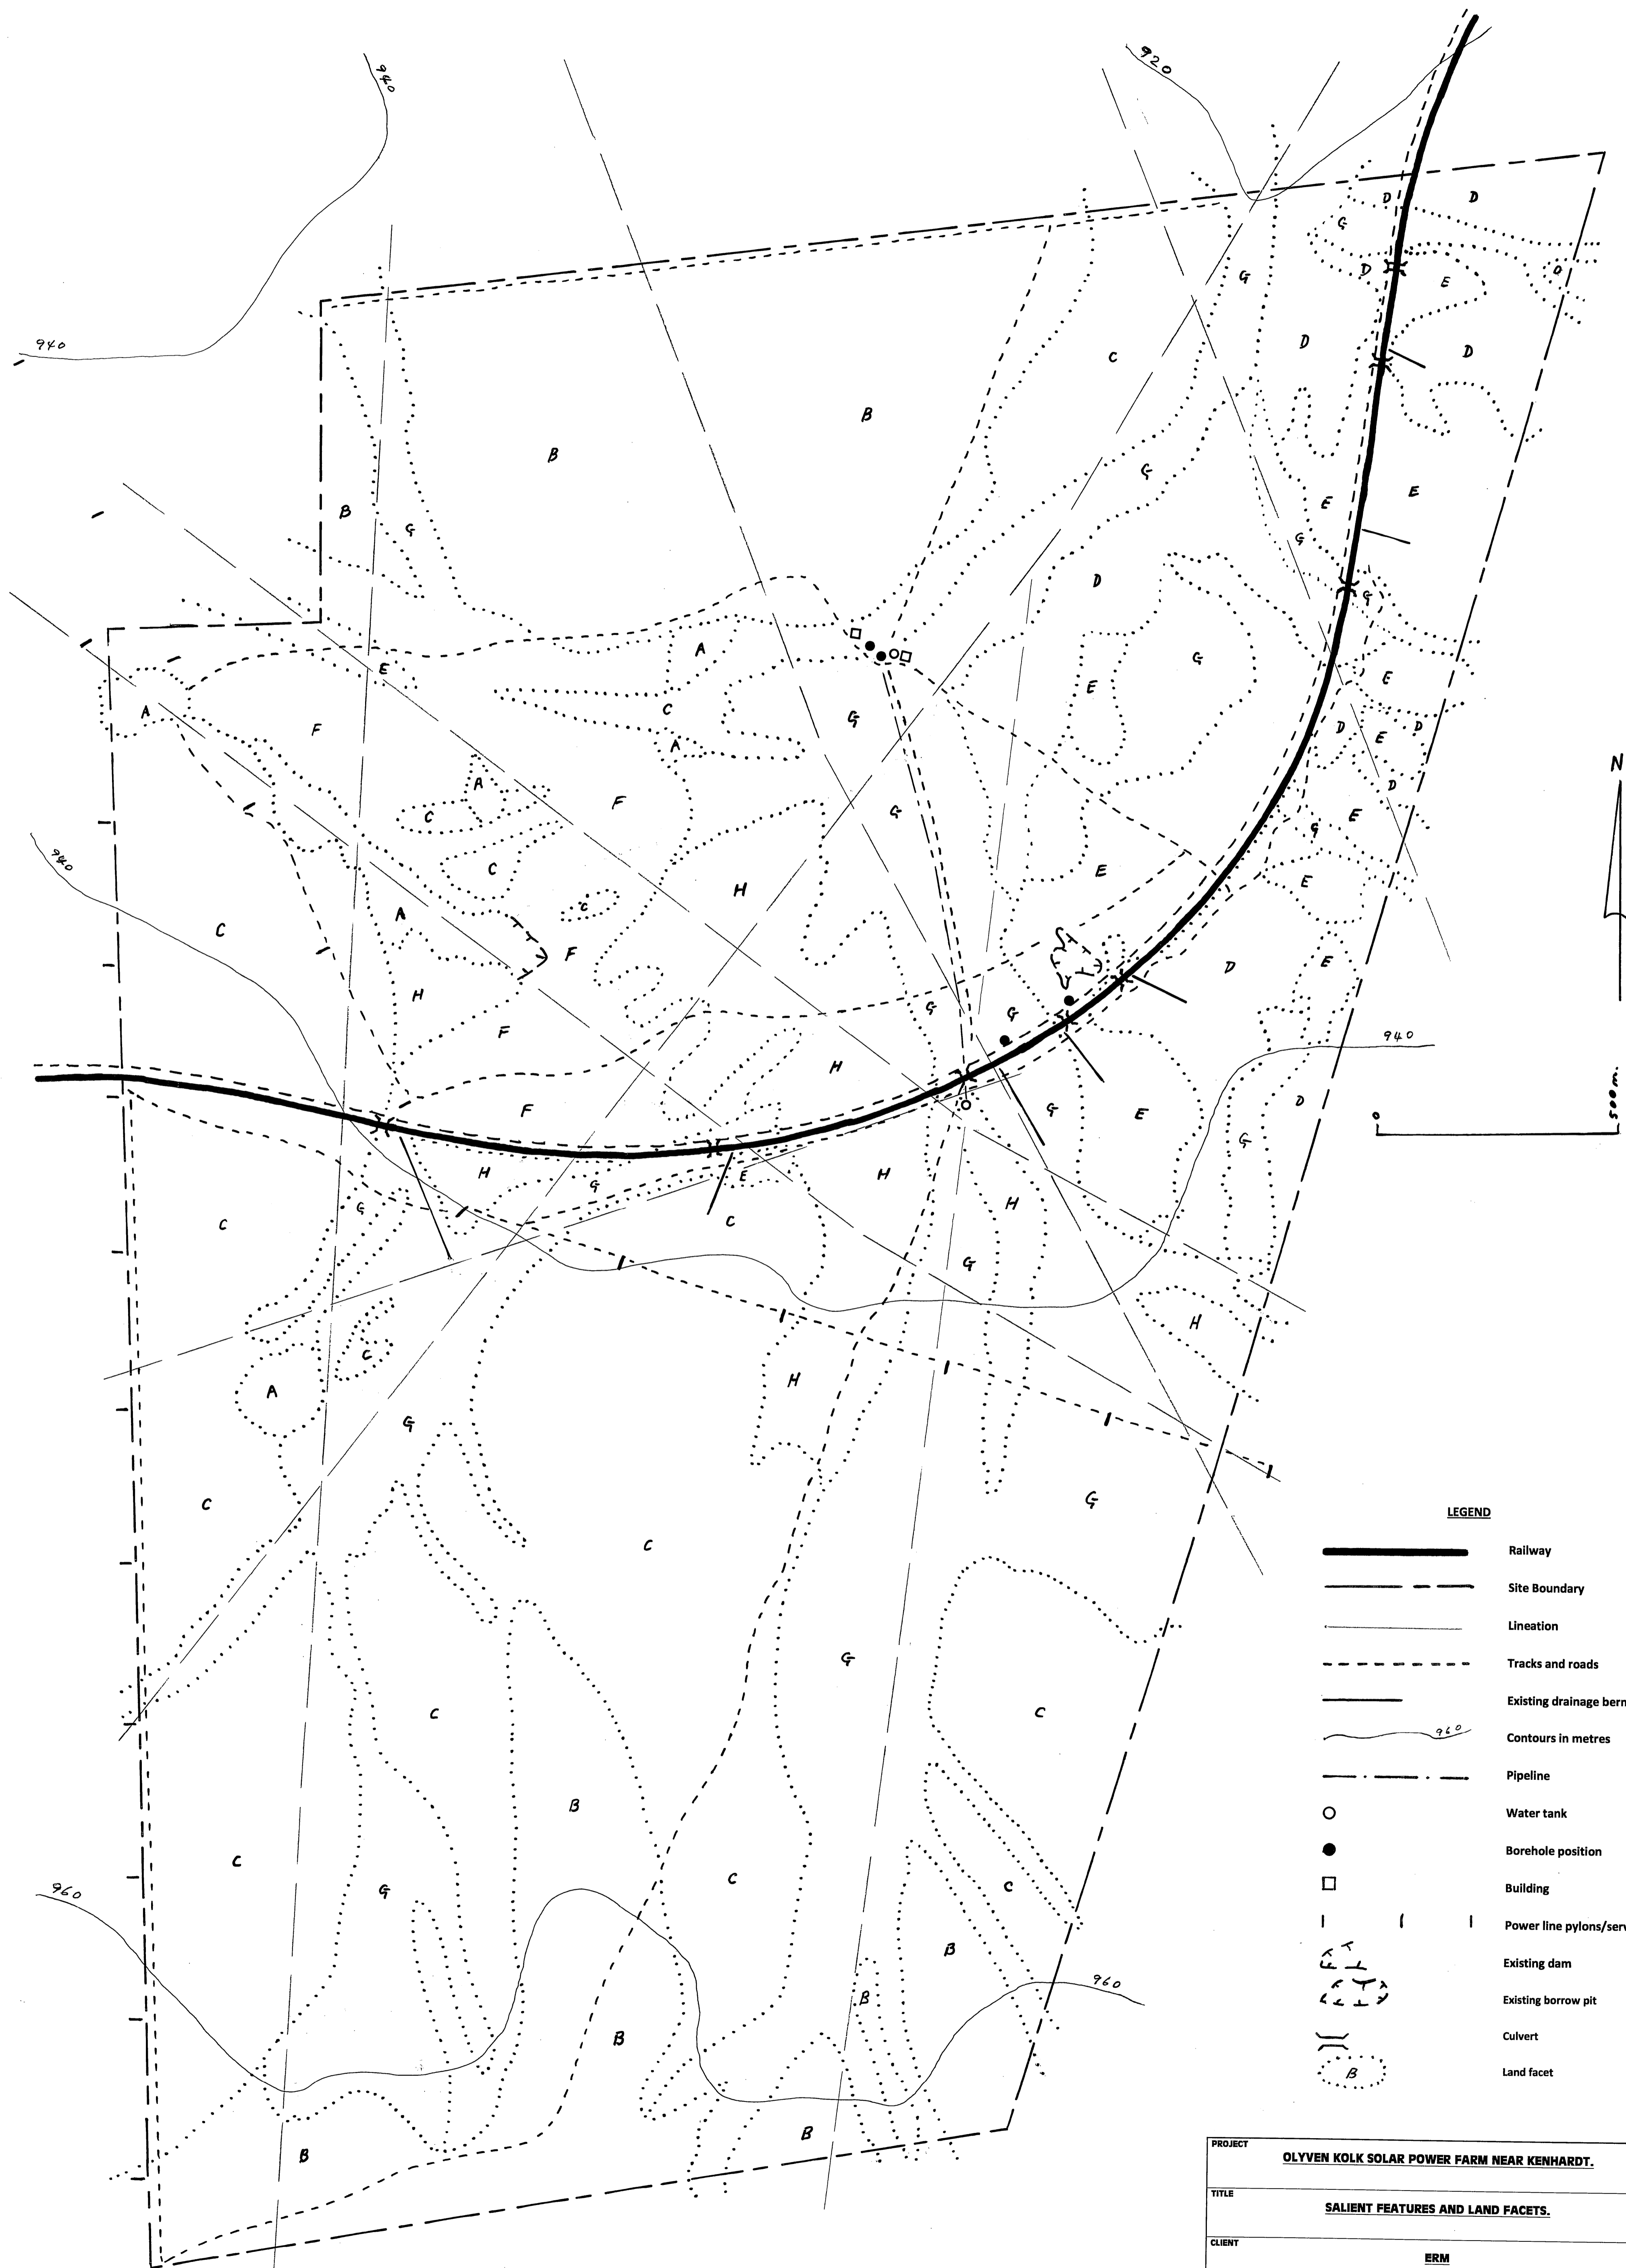 920
940
D
D
G
G
D
E
D
940
C
D
D
B
B
G
E
E
B
G
G
D
A
G
E
E
E
A
C
G
D
D
F
A
E
N
A
F
G
D
C
G
E
940
C
H
E
E
C
C
A
F
D
E
H
G
G
F
940
H
F
G
E
D
500 m.
0
G
H
E
H
G
H
C
G
C
G
H
C
H
A
G
C
G
LEGEND
C
Railway
Site Boundary
Lineation
G
Tracks and roads
Existing drainage berm
C
C
Contours in metres
960
Pipeline
B
Water tank
Borehole position
C
C
C
Building
960
G
Power line pylons/serv
B
Existing dam
960
B
Existing borrow pit
B
Culvert
B
Land facet
B
B
PROJECT
OLYVEN KOLK SOLAR POWER FARM NEAR KENHARDT.
TITLE
SALIENT FEATURES AND LAND FACETS.
CLIENT
ERM